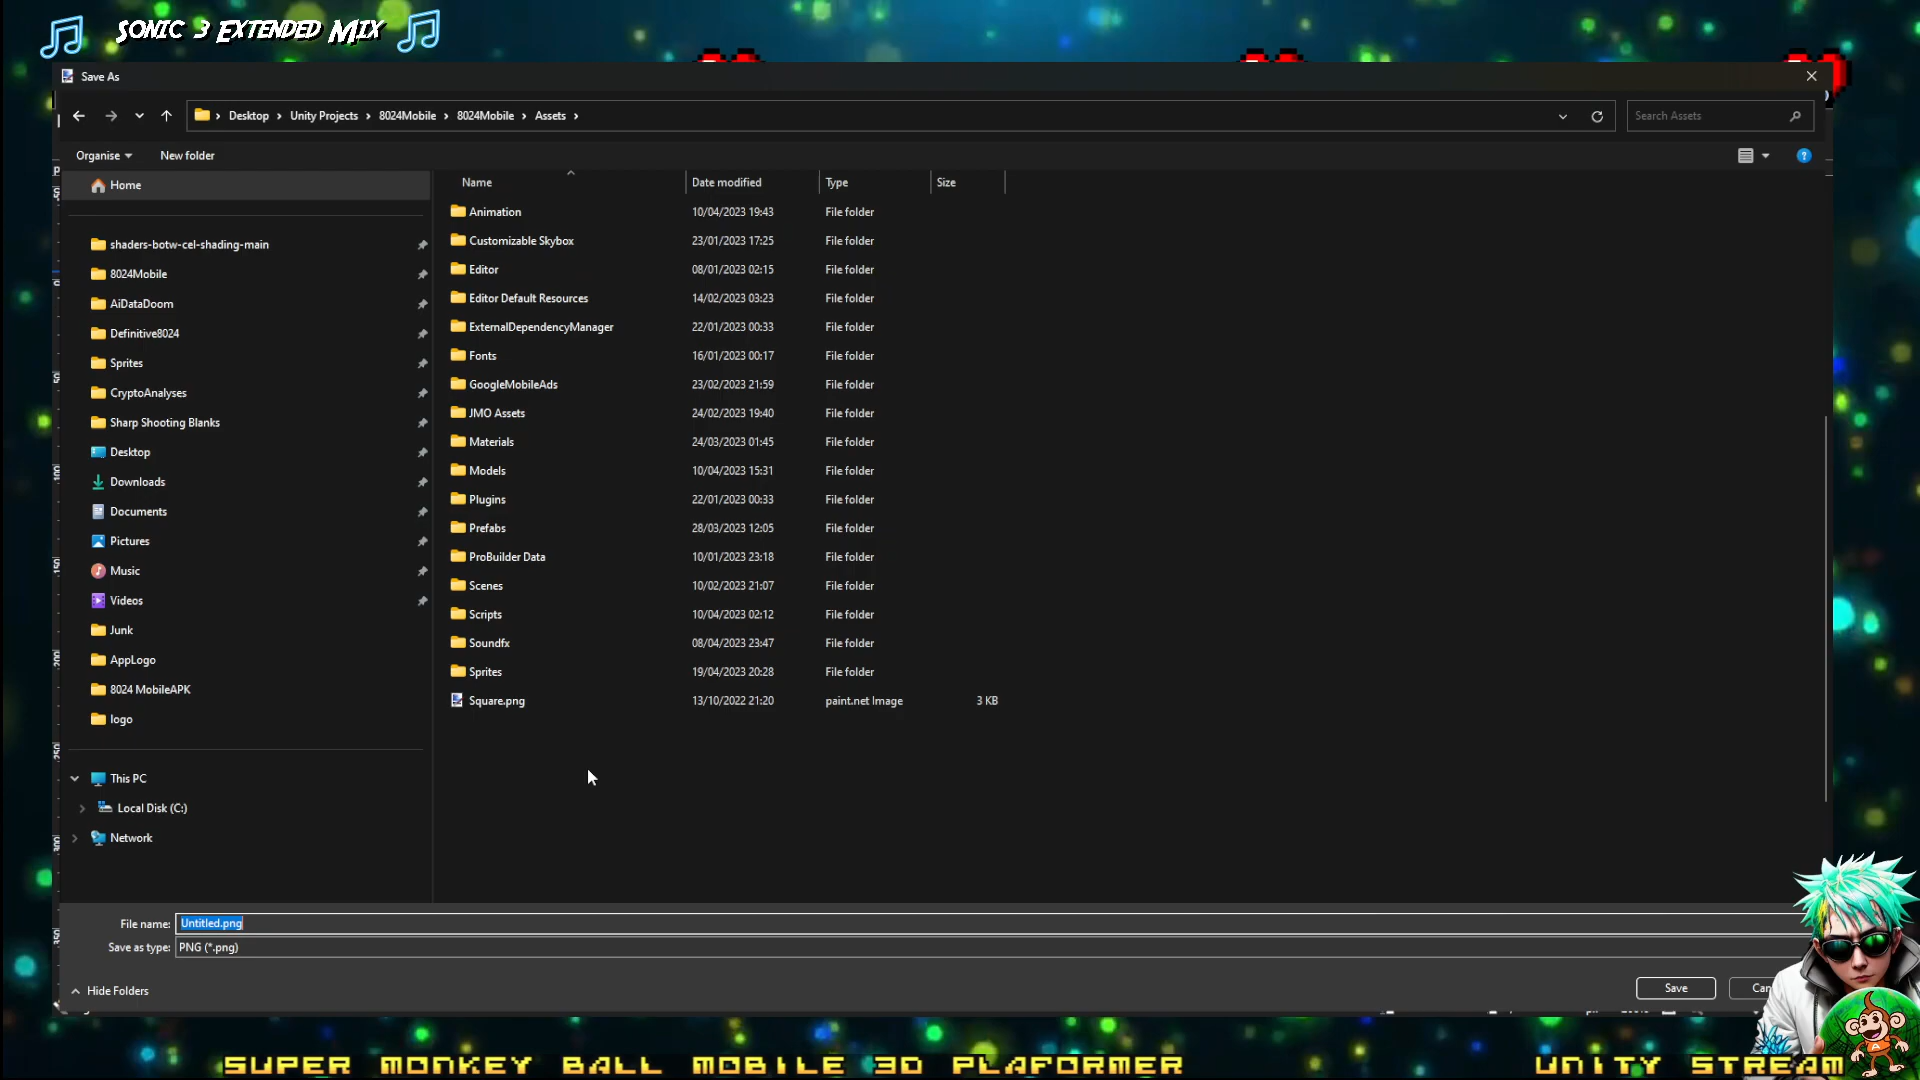 Sonic 3 Extended Mix
Save As
Desktop > Unity Projects > 8024Mobile > 8024Mobile > Assets >
Search Assets
Organise
New folder
Home
shaders-botw-cel-shading-main
8024Mobile
AiDataDoom
Definitive8024
Sprites
CryptoAnalyses
Sharp Shooting Blanks
Desktop
Downloads
Documents
Pictures
Music
Videos
Junk
AppLogo
8024 MobileAPK
logo
This PC
Local Disk (C:)
Network
Name Date modified Type Size
Animation 10/04/2023 19:43 File folder
Customizable Skybox 23/01/2023 17:25 File folder
Editor 08/01/2023 02:15 File folder
Editor Default Resources 14/02/2023 03:23 File folder
ExternalDependencyManager 22/01/2023 00:33 File folder
Fonts 16/01/2023 00:17 File folder
GoogleMobileAds 23/02/2023 21:59 File folder
JMO Assets 24/02/2023 19:40 File folder
Materials 24/03/2023 01:45 File folder
Models 10/04/2023 15:31 File folder
Plugins 22/01/2023 00:33 File folder
Prefabs 28/03/2023 12:05 File folder
ProBuilder Data 10/01/2023 23:18 File folder
Scenes 10/02/2023 21:07 File folder
Scripts 10/04/2023 02:12 File folder
Soundfx 08/04/2023 23:47 File folder
Sprites 19/04/2023 20:28 File folder
Square.png 13/10/2022 21:20 paint.net Image 3 KB
File name: Untitled.png
Save as type: PNG (*.png)
Hide Folders
Save
Can
SUPER MONKEY BALL MOBILE 3D PLAFORMER
UNITY STREAM